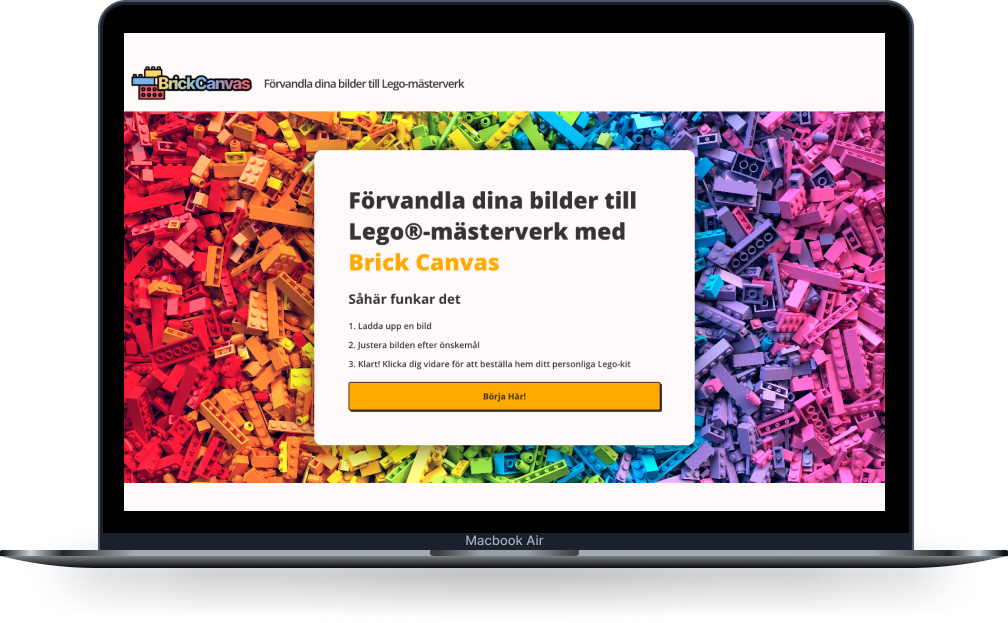 BrickCanvas
Förvandla dina bilder till Lego-mästerverk
Förvandla dina bilder till
Lego®-mästerverk med
Brick Canvas
Såhär funkar det
1. Ladda upp en bild
2. Justera bilden efter önskemål
3. Klart! Klicka dig vidare för att beställa hem ditt personliga Lego-kit
Börja Här!
Macbook Air